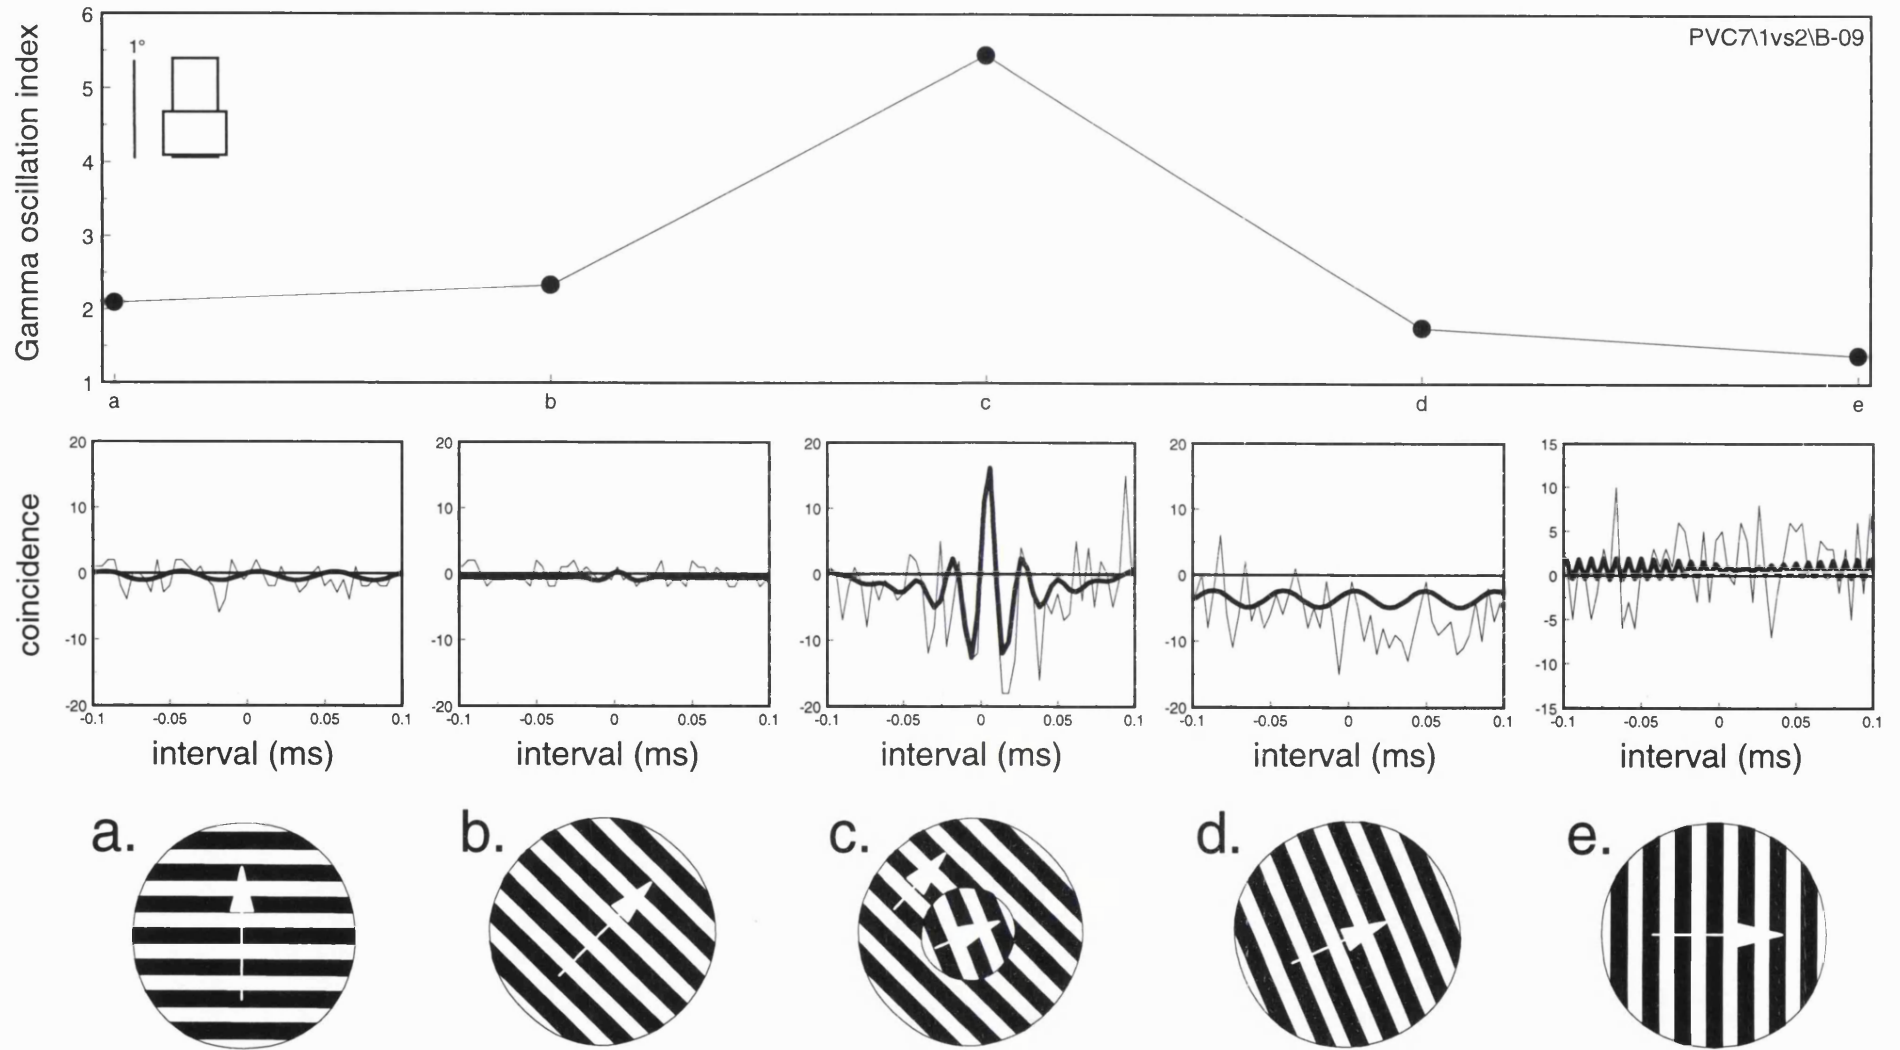 Gamma oscillation index
6
5
4
3
2
1
1°
PVC7\1vs2\B-09
a b c d e
coincidence
20 10 0 -10 -20
-0.1 -0.05 0 0.05 0.1
interval (ms)
20 10 0 -10 -20
-0.1 -0.05 0 0.05 0.1
interval (ms)
20 10 0 -10 -20
-0.1 -0.05 0 0.05 0.1
interval (ms)
20 10 0 -10 -20
-0.1 -0.05 0 0.05 0.1
interval (ms)
15 10 5 0 -5 -10 -15
-0.1 -0.05 0 0.05 0.1
interval (ms)
a. b. c. d. e.